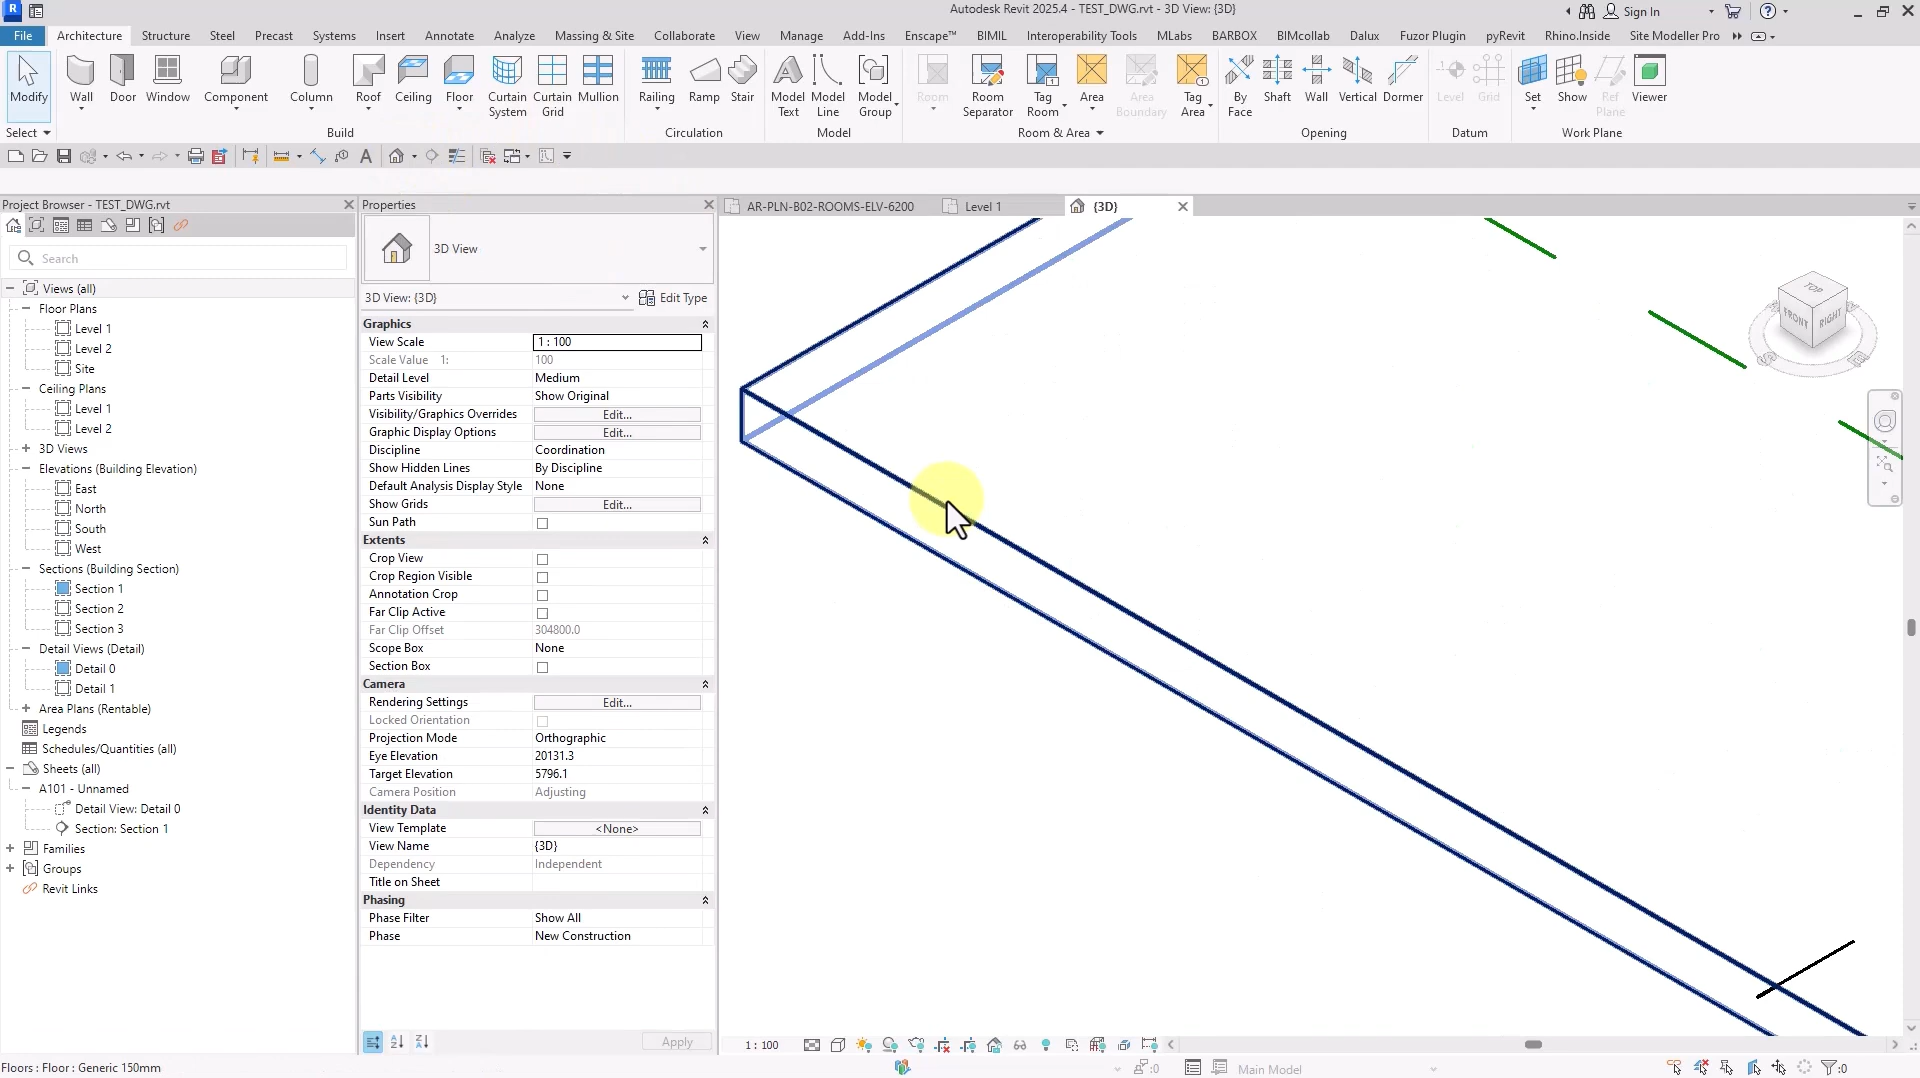 Autodesk Revit 2025.4 - TEST_DWG.rvt - 3D View: {3D}
Sign In
File Architecture Structure Steel Precast Systems Insert Annotate Analyze Massing & Site Collaborate View Manage Add-Ins Enscape™ BIMIL Interoperability Tools MLabs BARBOX BIMcollab Dalux Fuzor Plugin pyRevit Rhino.Inside Site Modeller Pro
Modify Wall Door Window Component Column Roof Ceiling Floor Curtain System Curtain Grid Mullion Railing Ramp Stair Model Text Model Line Model Group Room Room Separator Tag Room Area Area Boundary Tag Area By Face Shaft Wall Vertical Dormer Level Grid Set Show Ref Plane Viewer
Select Build Circulation Model Room & Area Opening Datum Work Plane
Project Browser - TEST_DWG.rvt
Search
Views (all)
Floor Plans
Level 1
Level 2
Site
Ceiling Plans
Level 1
Level 2
3D Views
Elevations (Building Elevation)
East
North
South
West
Sections (Building Section)
Section 1
Section 2
Section 3
Detail Views (Detail)
Detail 0
Detail 1
Area Plans (Rentable)
Legends
Schedules/Quantities (all)
Sheets (all)
A101 - Unnamed
Detail View: Detail 0
Section: Section 1
Families
Groups
Revit Links
Properties
3D View
3D View: {3D} Edit Type
Graphics
View Scale 1 : 100
Scale Value 1: 100
Detail Level Medium
Parts Visibility Show Original
Visibility/Graphics Overrides Edit...
Graphic Display Options Edit...
Discipline Coordination
Show Hidden Lines By Discipline
Default Analysis Display Style None
Show Grids Edit...
Sun Path
Extents
Crop View
Crop Region Visible
Annotation Crop
Far Clip Active
Far Clip Offset 304800.0
Scope Box None
Section Box
Camera
Rendering Settings Edit...
Locked Orientation
Projection Mode Orthographic
Eye Elevation 20131.3
Target Elevation 5796.1
Camera Position Adjusting
Identity Data
View Template <None>
View Name {3D}
Dependency Independent
Title on Sheet
Phasing
Phase Filter Show All
Phase New Construction
Apply
AR-PLN-B02-ROOMS-ELV-6200 Level 1 {3D}
TOP
FRONT RIGHT
1 : 100
Floors : Floor : Generic 150mm
:0 Main Model :0